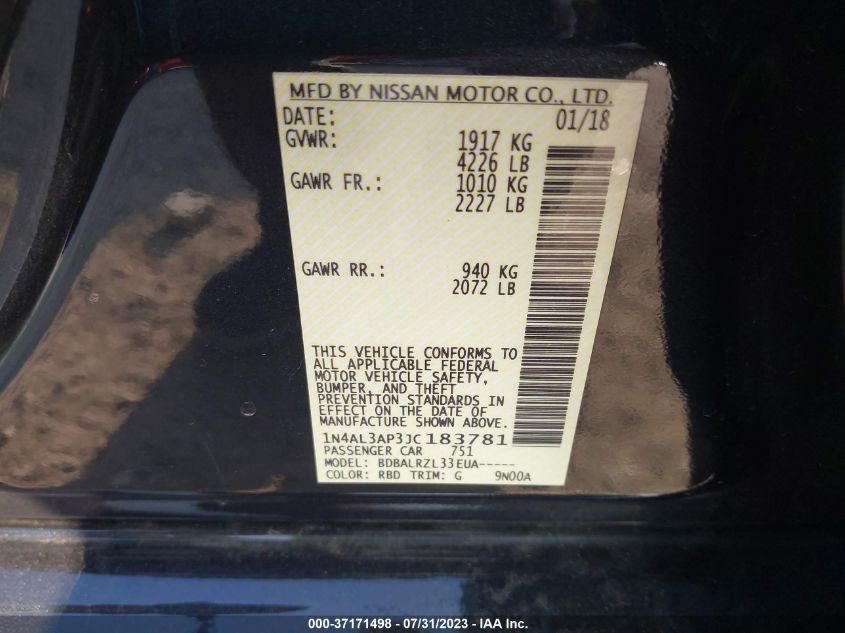 MFD BY NISSAN MOTOR CO., LTD.
DATE: 01/18
GVWR: 1917 KG
4226 LB
GAWR FR.: 1010 KG
2227 LB
GAWR RR.: 940 KG
2072 LB
THIS VEHICLE CONFORMS TO
ALL APPLICABLE FEDERAL
MOTOR VEHICLE SAFETY,
BUMPER, AND THEFT
PREVENTION STANDARDS IN
EFFECT ON THE DATE OF
MANUFACTURE SHOWN ABOVE.
1N4AL3AP3JC183781
PASSENGER CAR 751
MODEL: BDBALRZL33EUA-----
COLOR: RBD TRIM: G 9N00A
000-37171498 - 07/31/2023 - IAA Inc.